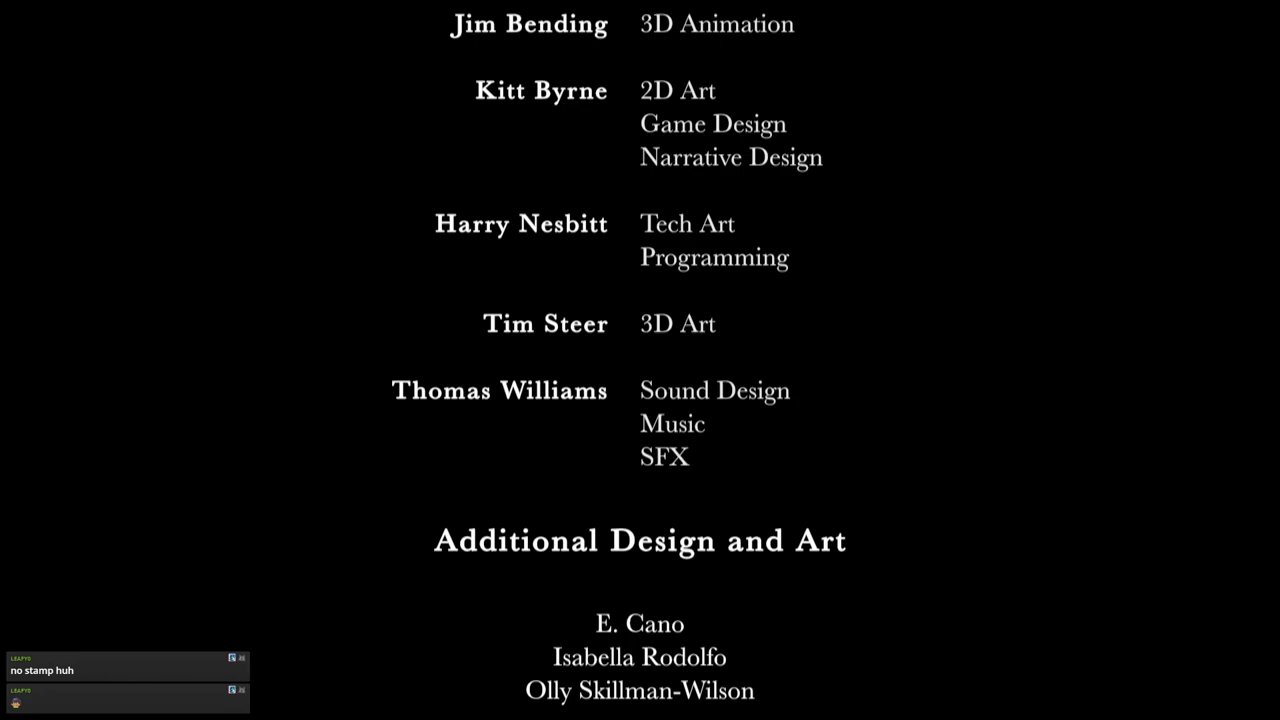 Jim Bending 3D Animation
Kitt Byrne 2D Art
Game Design
Narrative Design
Harry Nesbitt Tech Art
Programming
Tim Steer 3D Art
Thomas Williams Sound Design
Music
SFX
Additional Design and Art
E. Cano
Isabella Rodolfo
Olly Skillman-Wilson
no stamp huh